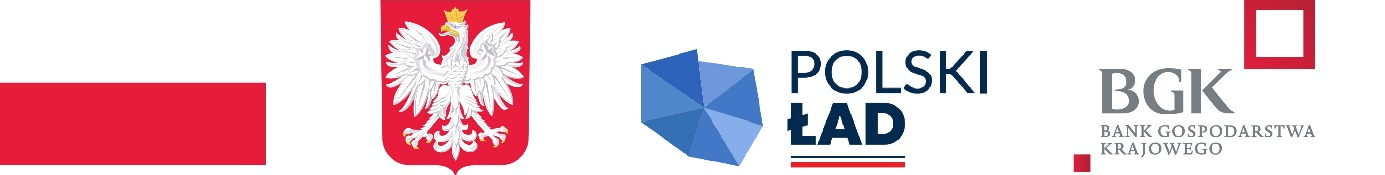 POLSKI
ŁAD
BGK
BANK GOSPODARSTWA
KRAJOWEGO